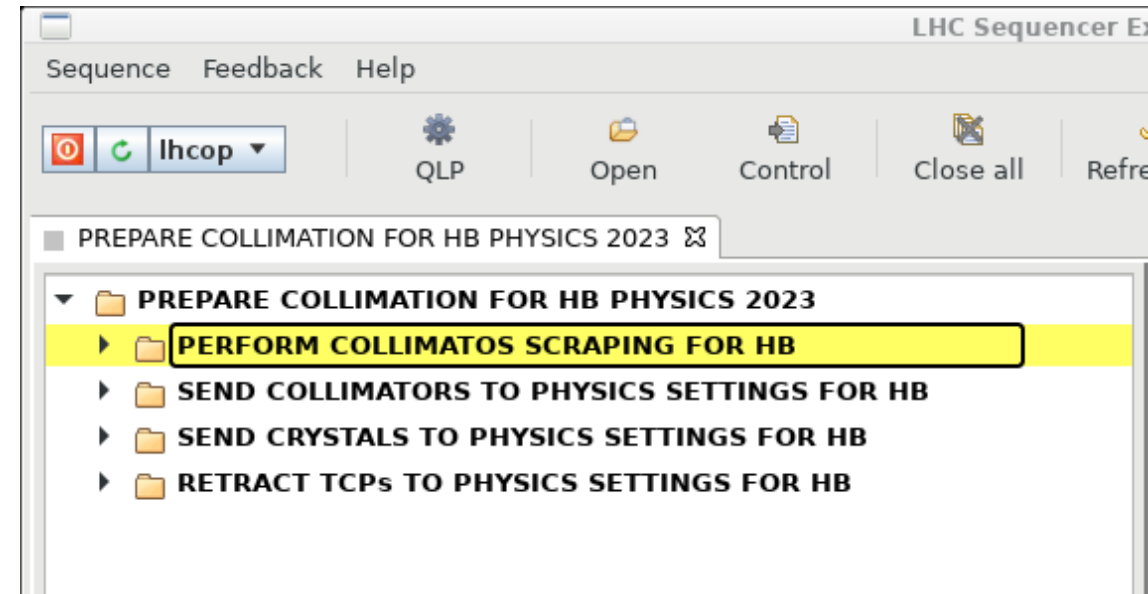 LHC Sequencer
Sequence Feedback Help
lhcop
QLP Open Control Close all
PREPARE COLLIMATION FOR HB PHYSICS 2023
PREPARE COLLIMATION FOR HB PHYSICS 2023
PERFORM COLLIMATOS SCRAPING FOR HB
SEND COLLIMATORS TO PHYSICS SETTINGS FOR HB
SEND CRYSTALS TO PHYSICS SETTINGS FOR HB
RETRACT TCPs TO PHYSICS SETTINGS FOR HB